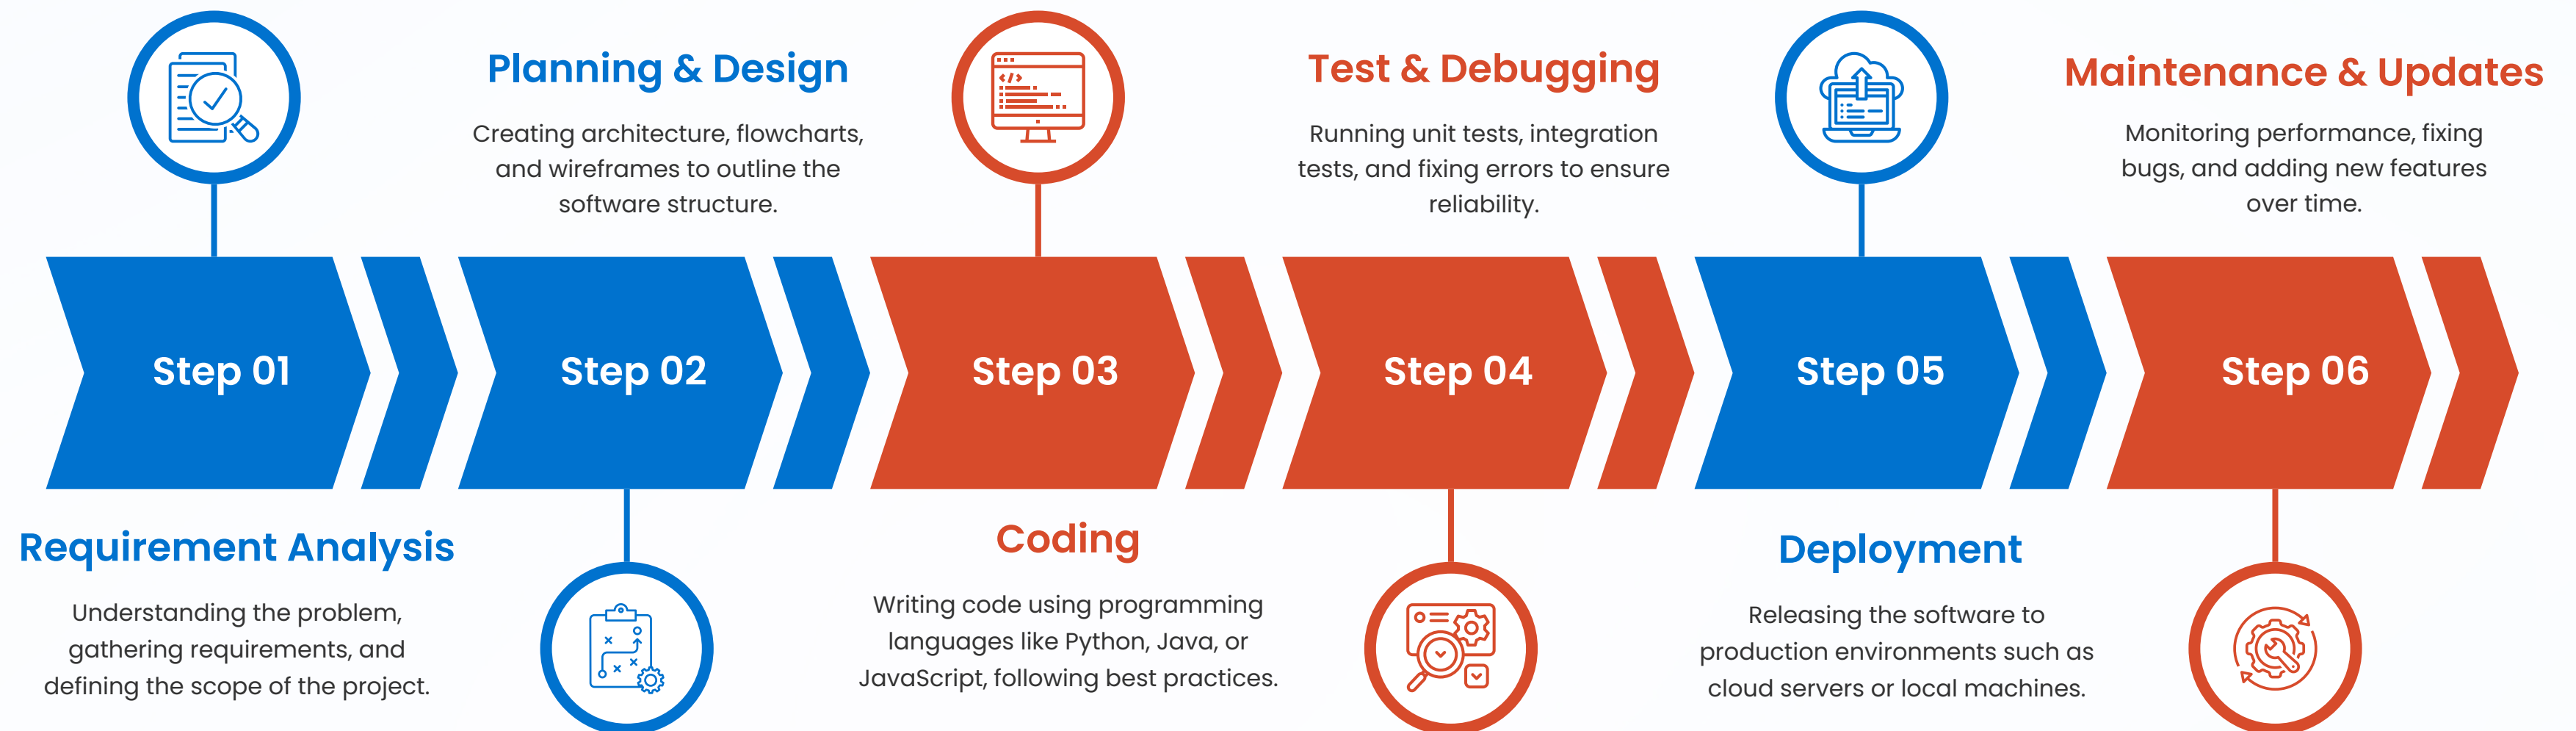 Step 01
Requirement Analysis
Understanding the problem,
gathering requirements, and
defining the scope of the project.
Planning & Design
Creating architecture, flowcharts,
and wireframes to outline the
software structure.
Step 02
Step 03
Coding
Writing code using programming
languages like Python, Java, or
JavaScript, following best practices.
Test & Debugging
Running unit tests, integration
tests, and fixing errors to ensure
reliability.
Step 04
Step 05
Deployment
Releasing the software to
production environments such as
cloud servers or local machines.
Maintenance & Updates
Monitoring performance, fixing
bugs, and adding new features
over time.
Step 06